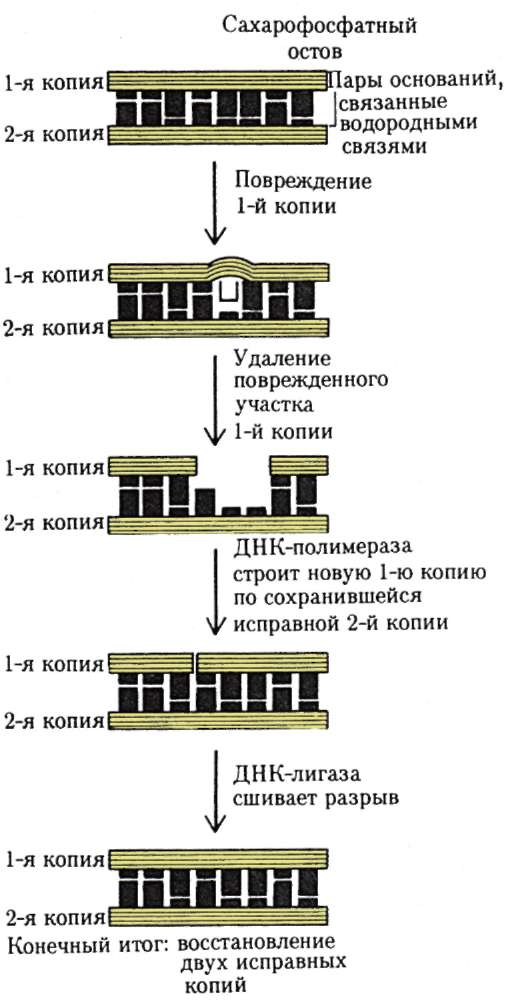 Сахарофосфатный
остов
1-я копия
Пары оснований,
связанные
водородными
связями
2-я копия
Повреждение
1-й копии
1-я копия
2-я копия
Удаление
поврежденного
участка
1-й копии
1-я копия
2-я копия
ДНК-полимераза
строит новую 1-ю копию
по сохранившейся
исправной 2-й копии
1-я копия
2-я копия
ДНК-лигаза
сшивает разрыв
1-я копия
2-я копия
Конечный итог: восстановление
двух исправных
копий